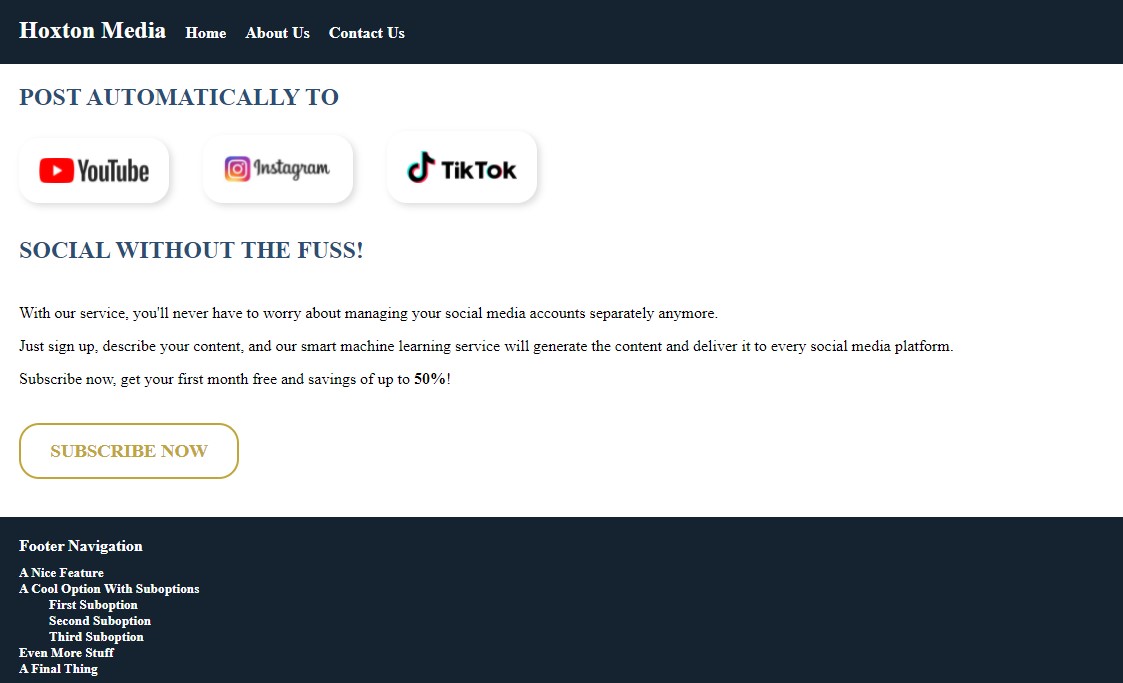 Hoxton Media Home About Us Contact Us
POST AUTOMATICALLY TO
YouTube Instagram TikTok
SOCIAL WITHOUT THE FUSS!
With our service, you'll never have to worry about managing your social media accounts separately anymore.
Just sign up, describe your content, and our smart machine learning service will generate the content and deliver it to every social media platform.
Subscribe now, get your first month free and savings of up to 50%!
SUBSCRIBE NOW
Footer Navigation
A Nice Feature
A Cool Option With Suboptions
First Suboption
Second Suboption
Third Suboption
Even More Stuff
A Final Thing